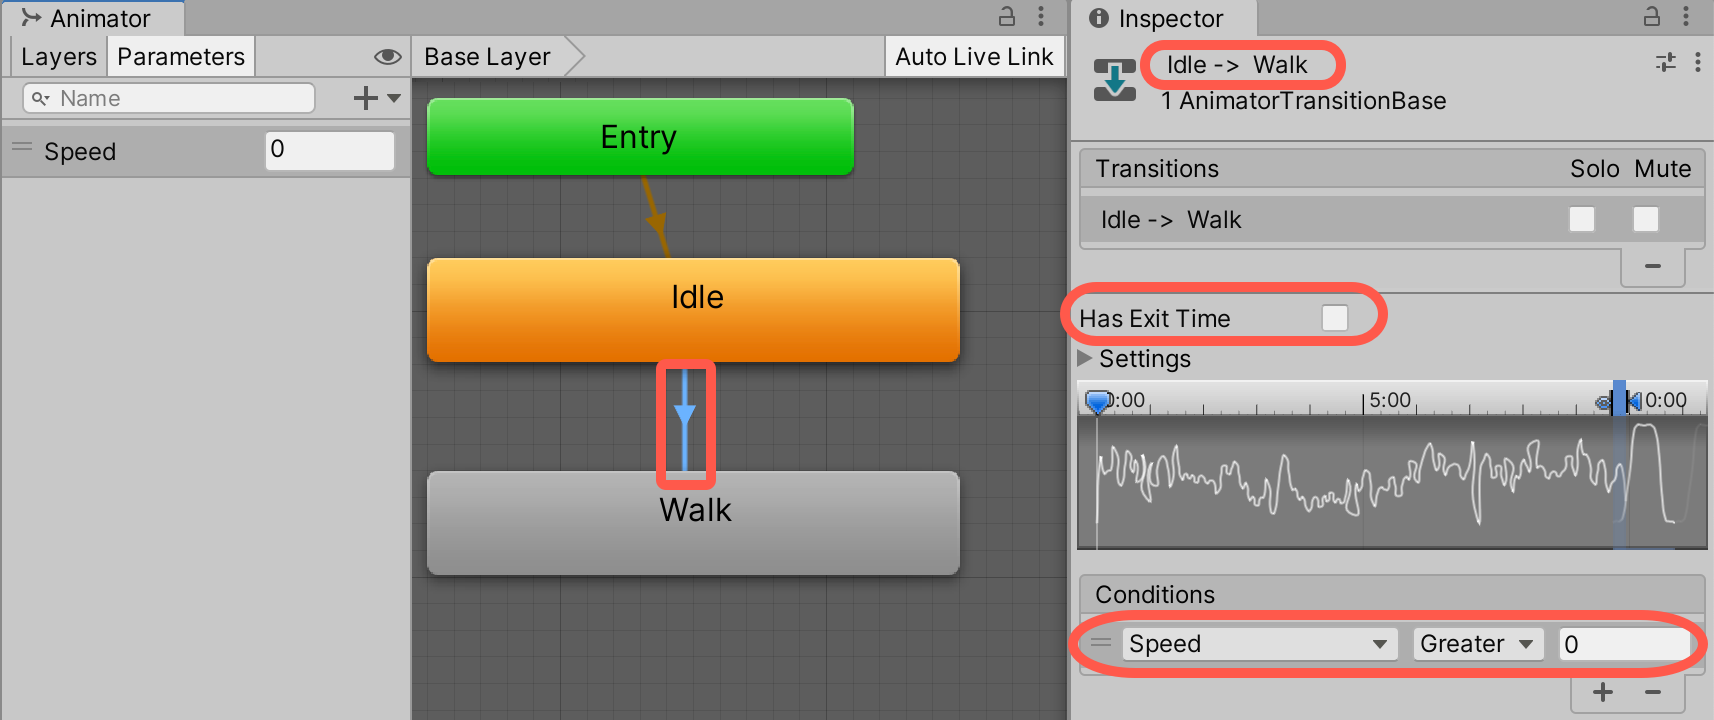 Animator
Layers Parameters
Name
Speed 0
Base Layer Auto Live Link
Entry
Idle
Walk
Inspector
Idle -> Walk
1 AnimatorTransitionBase
Transitions Solo Mute
Idle -> Walk
Has Exit Time
Settings
0:00 5:00 0:00
Conditions
Speed Greater 0